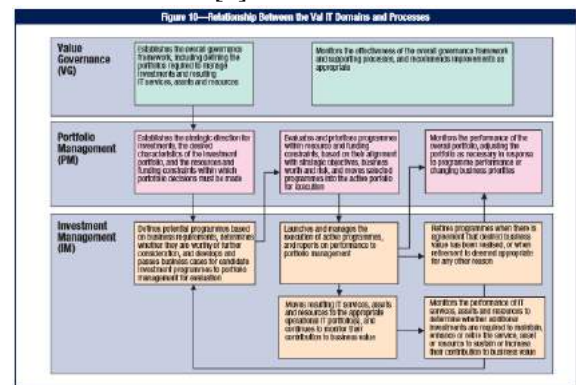 Figure 10—Relationship Between the Val IT Domains and Processes
Value
Governance
(VG)
Establishes the overall governance
framework, including defining the
portfolios required to manage
investments and resulting
IT services, assets and resources
Monitors the effectiveness of the overall governance framework
and supporting processes, and recommends improvements as
appropriate
Portfolio
Management
(PM)
Establishes the strategic direction for
investments, the desired
characteristics of the investment
portfolio, and the resources and
funding constraints within which
portfolio decisions must be made
Evaluates and prioritises programmes
within resource and funding
constraints, based on their alignment
with strategic objectives, business
worth and risk, and moves selected
programmes into the active portfolio
for execution
Monitors the performance of the
overall portfolio, adjusting the
portfolio as necessary in response
to programme performance or
changing business priorities
Investment
Management
(IM)
Defines potential programmes based
on business requirements, determines
whether they are worthy of further
consideration, and develops and
passes business cases for candidate
investment programmes to portfolio
management for evaluation
Launches and manages the
execution of active programmes,
and reports on performance to
portfolio management
Retires programmes when there is
agreement that desired business
value has been realised, or when
retirement is deemed appropriate
for any other reason
Moves resulting IT services, assets
and resources to the appropriate
operational IT portfolio(s), and
continues to monitor their
contribution to business value
Monitors the performance of IT
services, assets and resources to
determine whether additional
investments are required to maintain,
enhance or retire the service, asset
or resource to sustain or increase
their contribution to business value